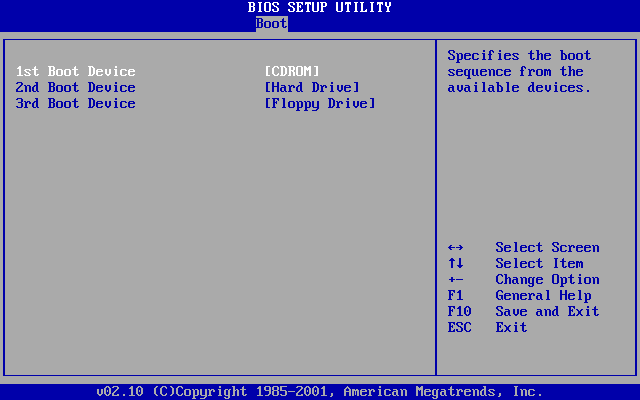 BIOS SETUP UTILITY
Boot
1st Boot Device [CDROM]
2nd Boot Device [Hard Drive]
3rd Boot Device [Floppy Drive]
Specifies the boot
sequence from the
available devices.
↔ Select Screen
↑↓ Select Item
+- Change Option
F1 General Help
F10 Save and Exit
ESC Exit
v02.10 (C)Copyright 1985-2001, American Megatrends, Inc.